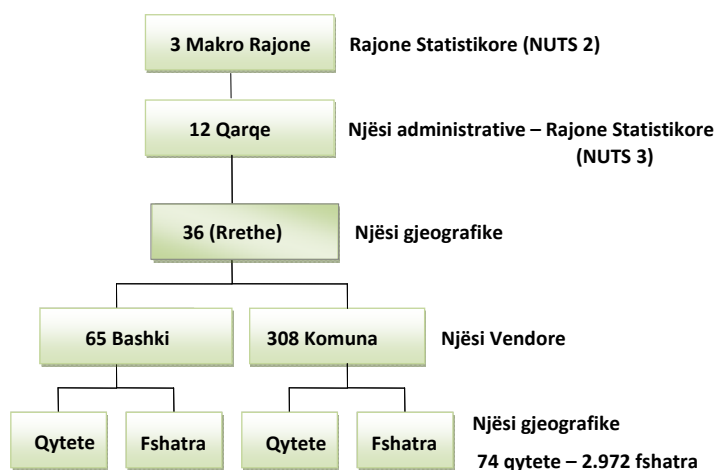 3 Makro Rajone
Rajone Statistikore (NUTS 2)
12 Qarqe
Njësi administrative – Rajone Statistikore
(NUTS 3)
36 (Rrethe)
Njësi gjeografike
65 Bashki
308 Komuna
Njësi Vendore
Qytete
Fshatra
Qytete
Fshatra
Njësi gjeografike
74 qytete – 2.972 fshatra